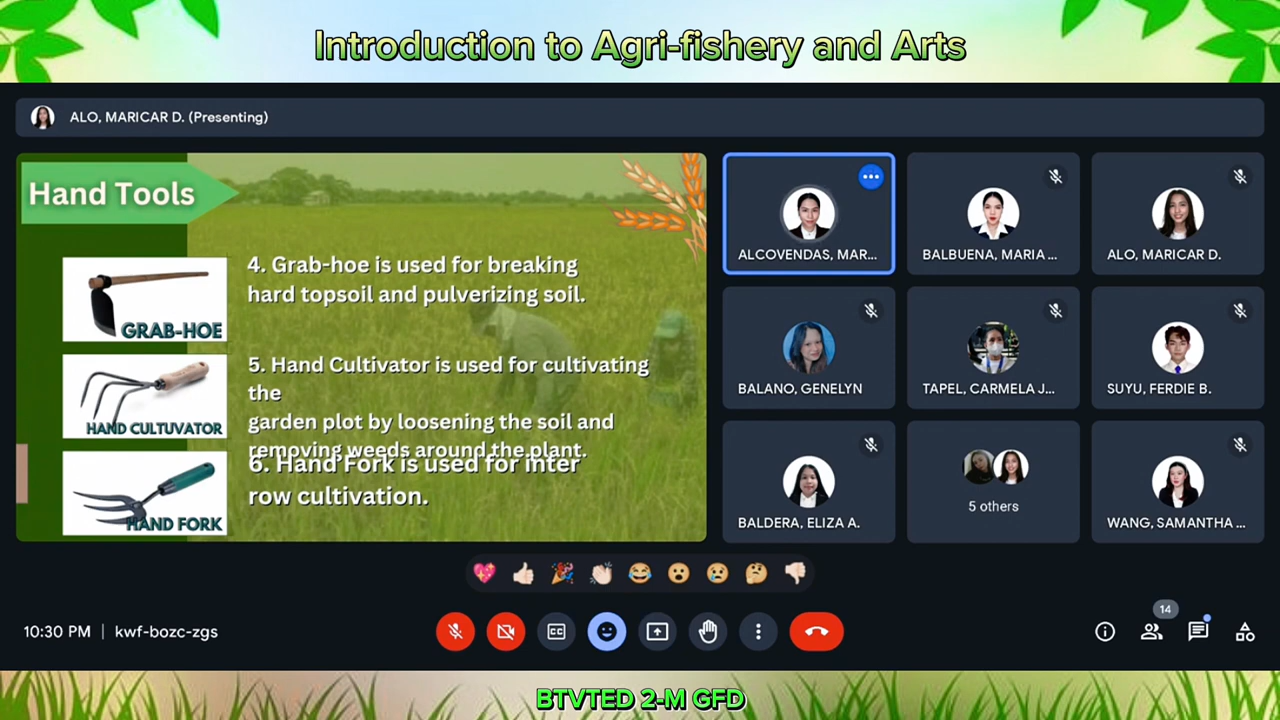 Introduction to Agri-fishery and Arts
ALO, MARICAR D. (Presenting)
Hand Tools
GRAB-HOE
4. Grab-hoe is used for breaking
hard topsoil and pulverizing soil.
HAND CULTUVATOR
5. Hand Cultivator is used for cultivating
the
garden plot by loosening the soil and
removing weeds around the plant.
HAND FORK
6. Hand Fork is used for inter
row cultivation.
ALCOVENDAS, MAR...
BALBUENA, MARIA ...
ALO, MARICAR D.
BALANO, GENELYN
TAPEL, CARMELA J...
SUYU, FERDIE B.
BALDERA, ELIZA A.
5 others
WANG, SAMANTHA ...
10:30 PM | kwf-bozc-zgs
CC
14
BTVTED 2-M GFD